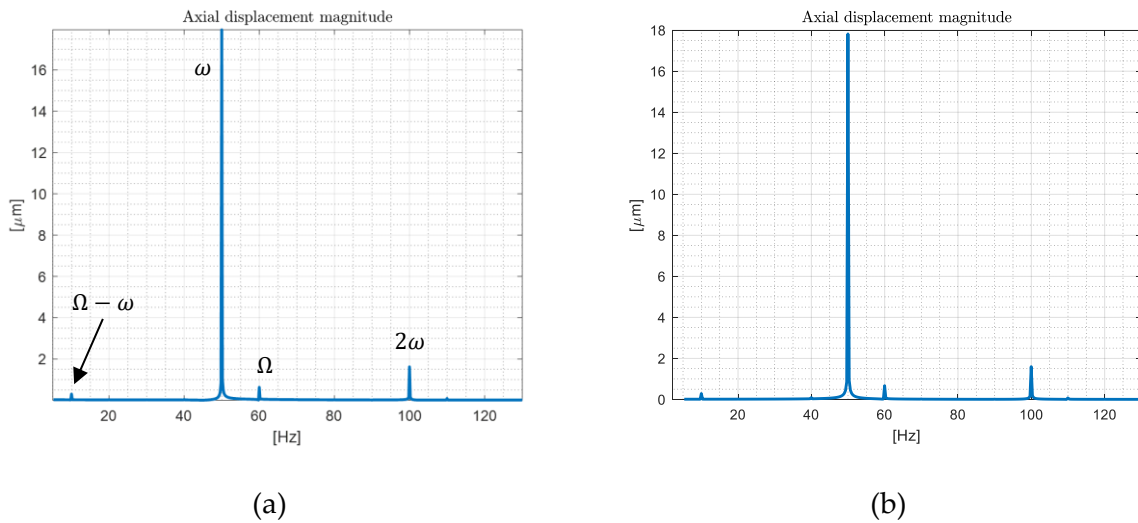 Axial displacement magnitude
16
14
12
10
8
6
4
2
[μm]
ω
Ω − ω
Ω
2ω
20 40 60 80 100 120
[Hz]
(a)
Axial displacement magnitude
18
16
14
12
10
8
6
4
2
0
[μm]
20 40 60 80 100 120
[Hz]
(b)